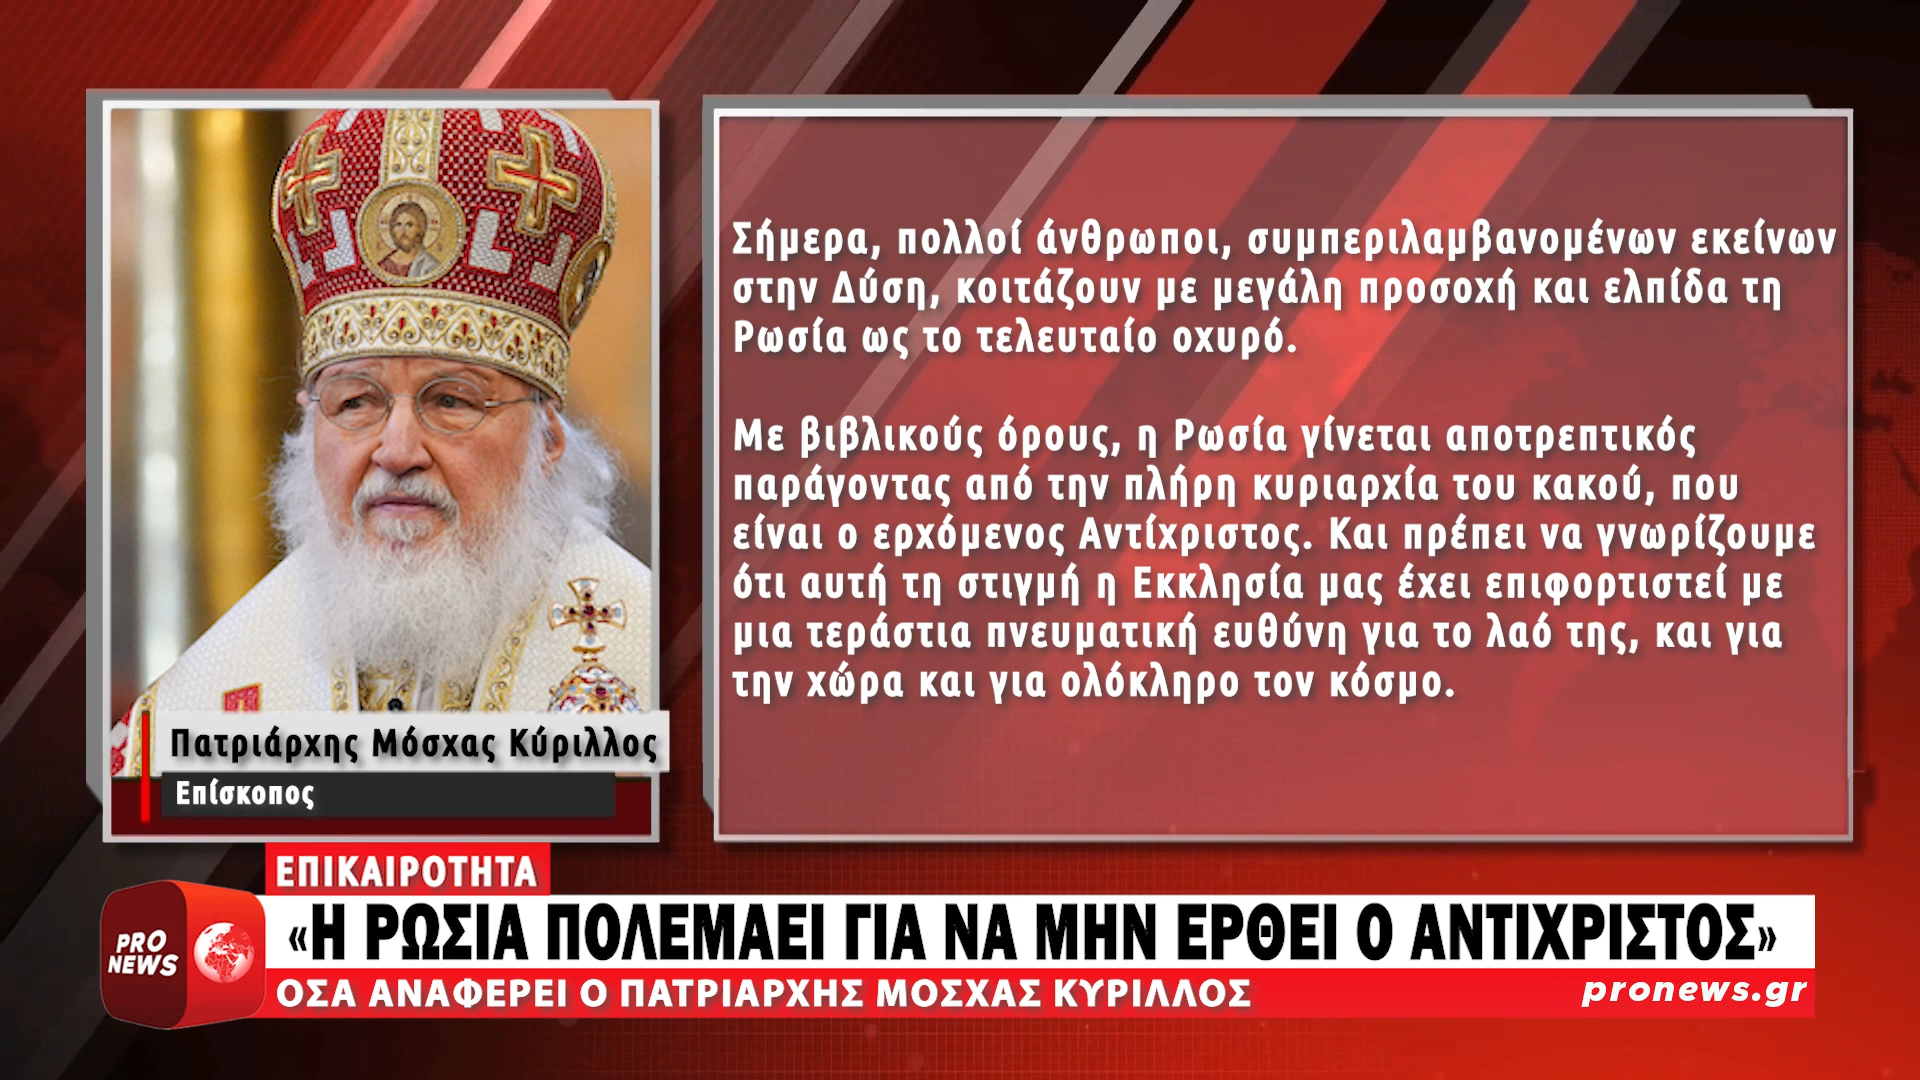 Σήμερα, πολλοί άνθρωποι, συμπεριλαμβανομένων εκείνων
στην Δύση, κοιτάζουν με μεγάλη προσοχή και ελπίδα τη
Ρωσία ως το τελευταίο οχυρό.
Με βιβλικούς όρους, η Ρωσία γίνεται αποτρεπτικός
παράγοντας από την πλήρη κυριαρχία του κακού, που
είναι ο ερχόμενος Αντίχριστος. Και πρέπει να γνωρίζουμε
ότι αυτή τη στιγμή η Εκκλησία μας έχει επιφορτιστεί με
μια τεράστια πνευματική ευθύνη για το λαό της, και για
την χώρα και για ολόκληρο τον κόσμο.
Πατριάρχης Μόσχας Κύριλλος
Επίσκοπος
ΕΠΙΚΑΙΡΟΤΗΤΑ
«Η ΡΩΣΙΑ ΠΟΛΕΜΑΕΙ ΓΙΑ ΝΑ ΜΗΝ ΕΡΘΕΙ Ο ΑΝΤΙΧΡΙΣΤΟΣ»
PRO
NEWS
ΟΣΑ ΑΝΑΦΕΡΕΙ Ο ΠΑΤΡΙΑΡΧΗΣ ΜΟΣΧΑΣ ΚΥΡΙΛΛΟΣ
pronews.gr